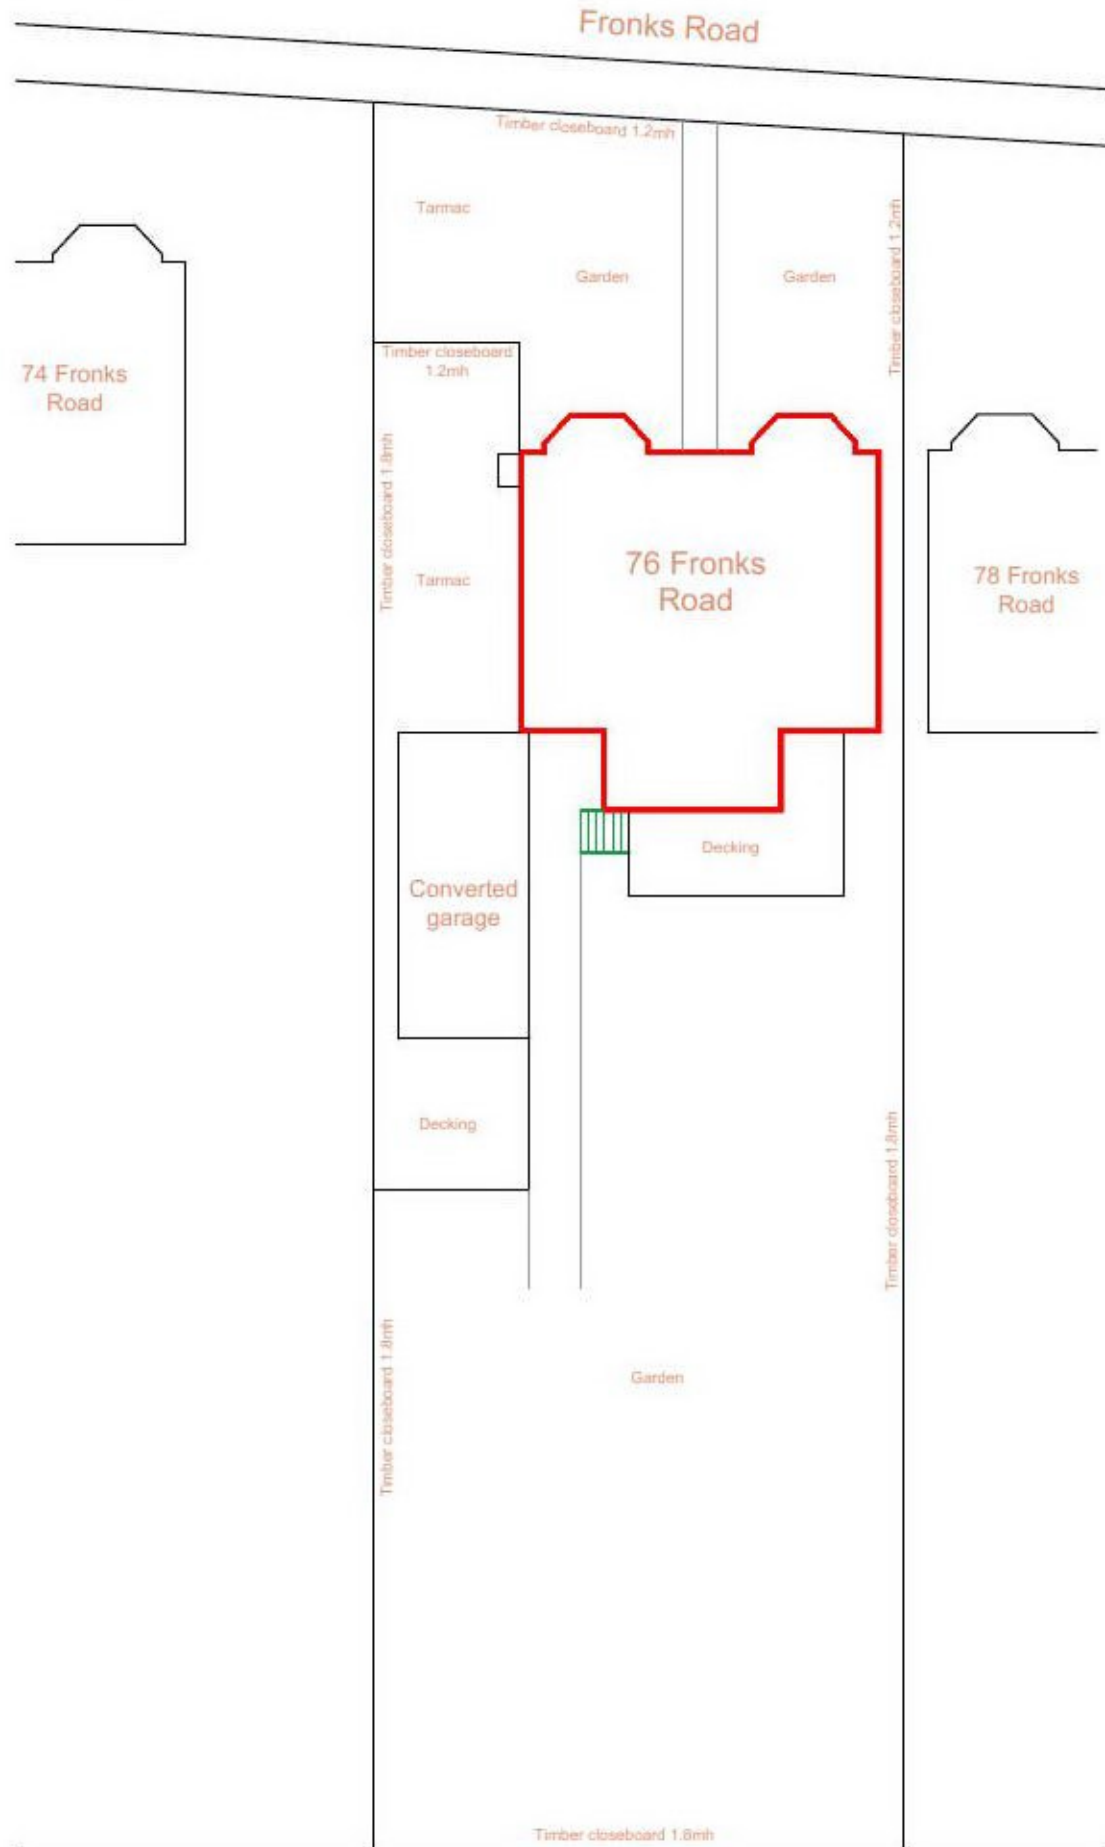 Fronks Road
Timber closeboard 1.2mh
Tarmac
Timber closeboard 1.2mh
Garden
Garden
Timber closeboard
1.2mh
74 Fronks
Road
Timber closeboard 1.8mh
76 Fronks
Road
Tarmac
78 Fronks
Road
Decking
Converted
garage
Decking
Timber closeboard 1.8mh
Timber closeboard 1.8mh
Garden
Timber closeboard 1.8mh